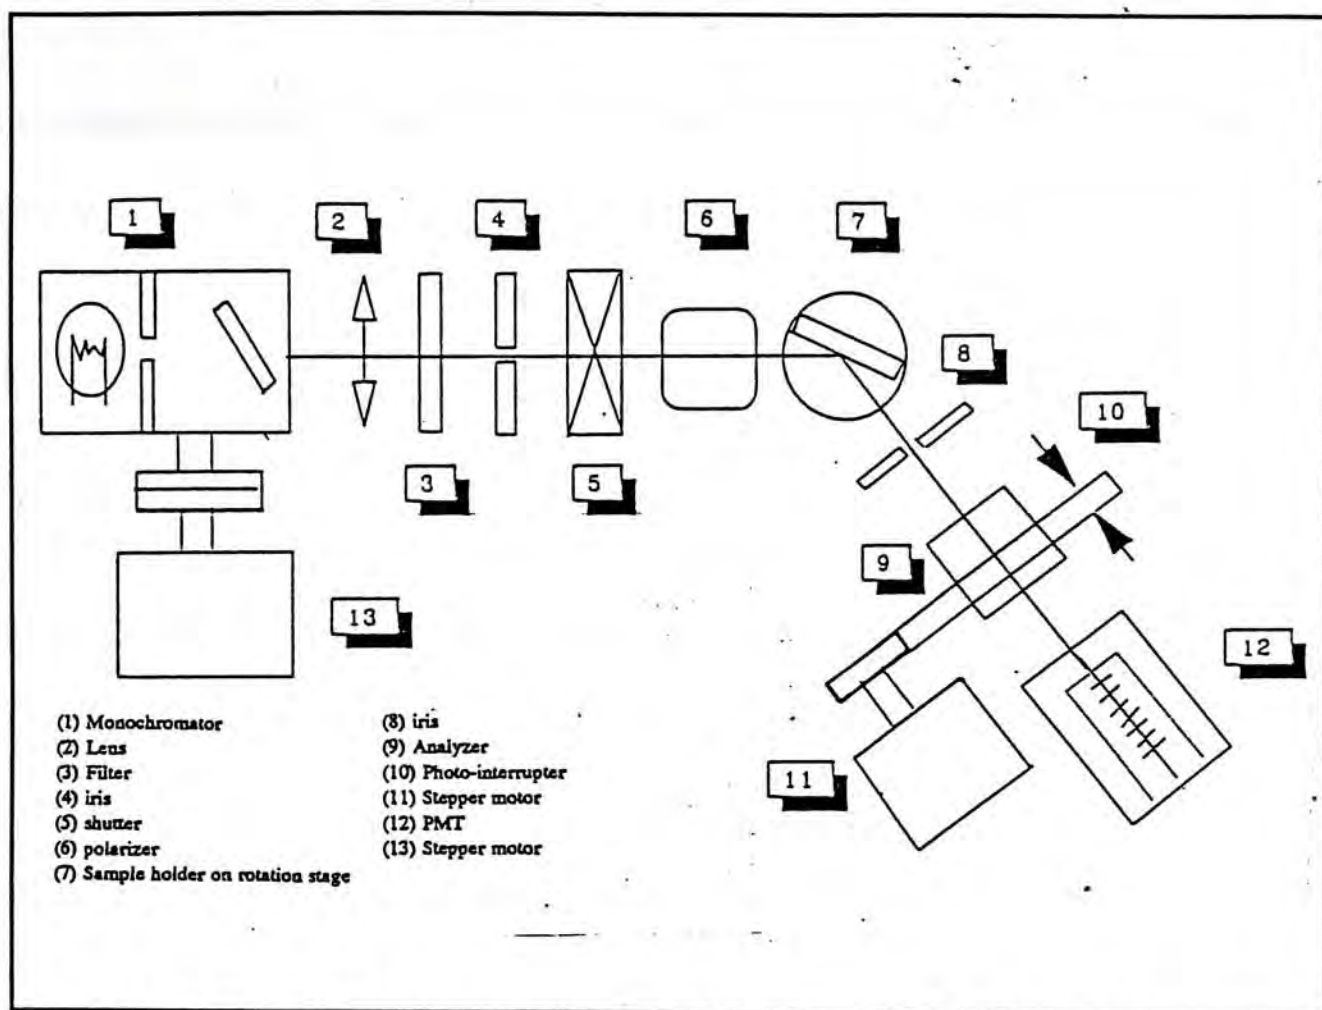 1
2
4
6
7
8
10
3
5
9
13
12
11
(1) Monochromator
(2) Lens
(3) Filter
(4) iris
(5) shutter
(6) polarizer
(7) Sample holder on rotation stage
(8) iris
(9) Analyzer
(10) Photo-interrupter
(11) Stepper motor
(12) PMT
(13) Stepper motor